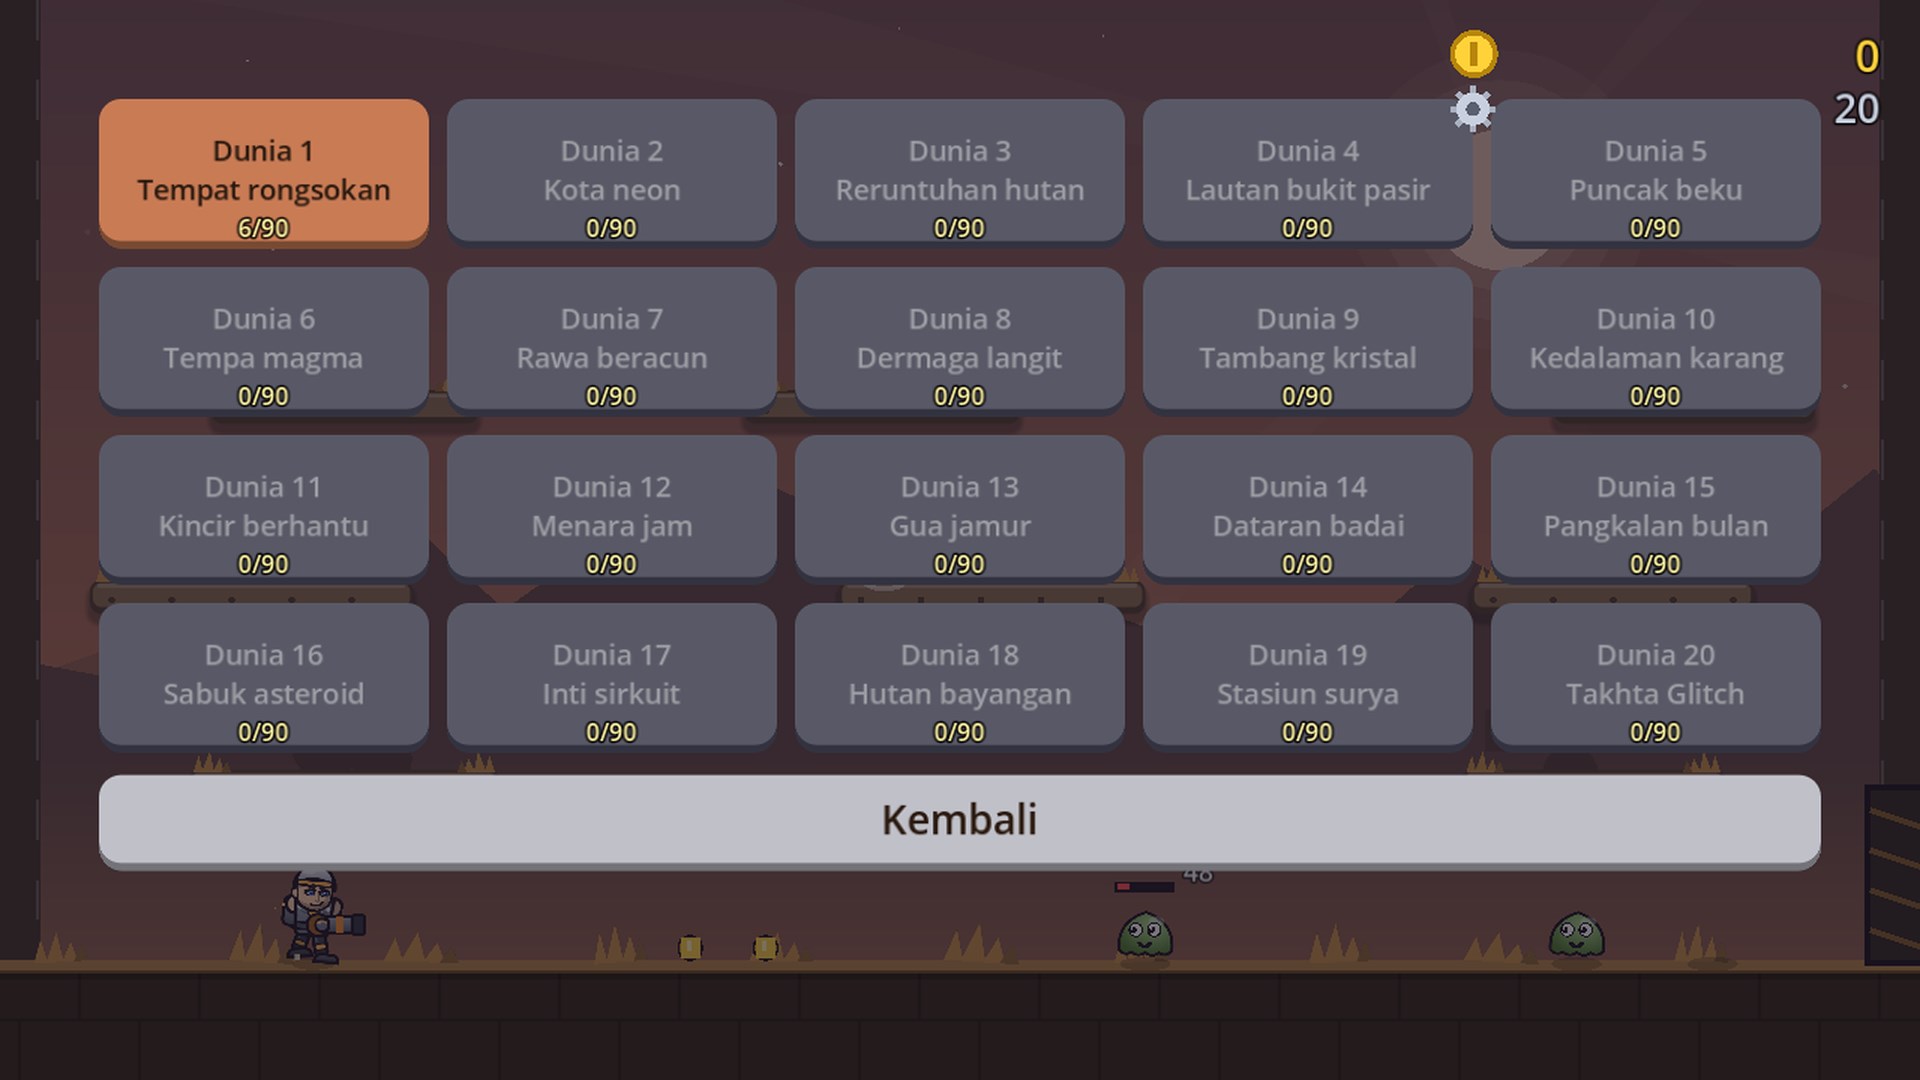 0
20
Dunia 1
Tempat rongsokan
6/90
Dunia 2
Kota neon
0/90
Dunia 3
Reruntuhan hutan
0/90
Dunia 4
Lautan bukit pasir
0/90
Dunia 5
Puncak beku
0/90
Dunia 6
Tempa magma
0/90
Dunia 7
Rawa beracun
0/90
Dunia 8
Dermaga langit
0/90
Dunia 9
Tambang kristal
0/90
Dunia 10
Kedalaman karang
0/90
Dunia 11
Kincir berhantu
0/90
Dunia 12
Menara jam
0/90
Dunia 13
Gua jamur
0/90
Dunia 14
Dataran badai
0/90
Dunia 15
Pangkalan bulan
0/90
Dunia 16
Sabuk asteroid
0/90
Dunia 17
Inti sirkuit
0/90
Dunia 18
Hutan bayangan
0/90
Dunia 19
Stasiun surya
0/90
Dunia 20
Takhta Glitch
0/90
Kembali